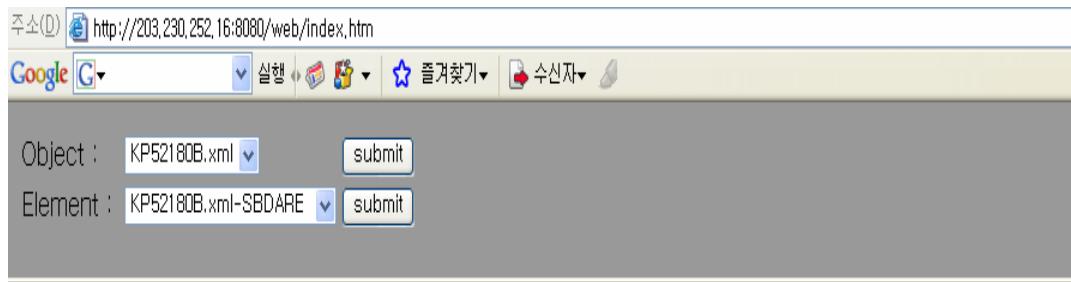 주소(D) http://203,230,252,16:8080/web/index,htm
Google G 실행 즐겨찾기 수신자
Object : KP52180B.xml submit
Element : KP52180B.xml-SBDARE submit